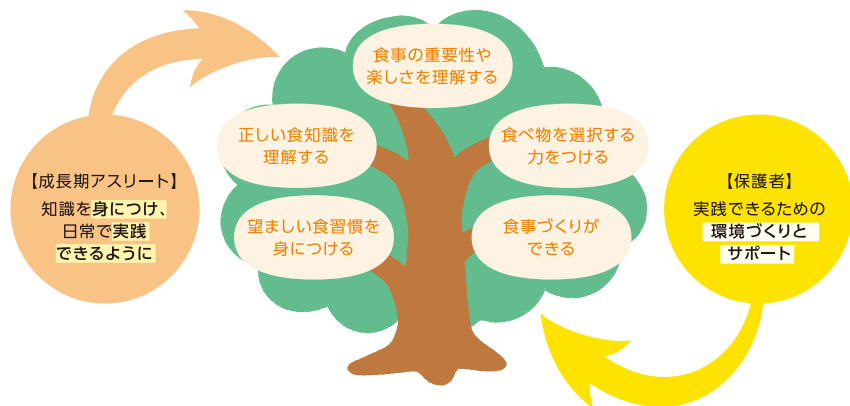 食事の重要性や
楽しさを理解する
正しい食知識を
理解する
食べ物を選択する
力をつける
望ましい食習慣を
身につける
食事づくりが
できる
【成長期アスリート】
知識を身につけ、
日常で実践
できるように
【保護者】
実践できるための
環境づくりと
サポート